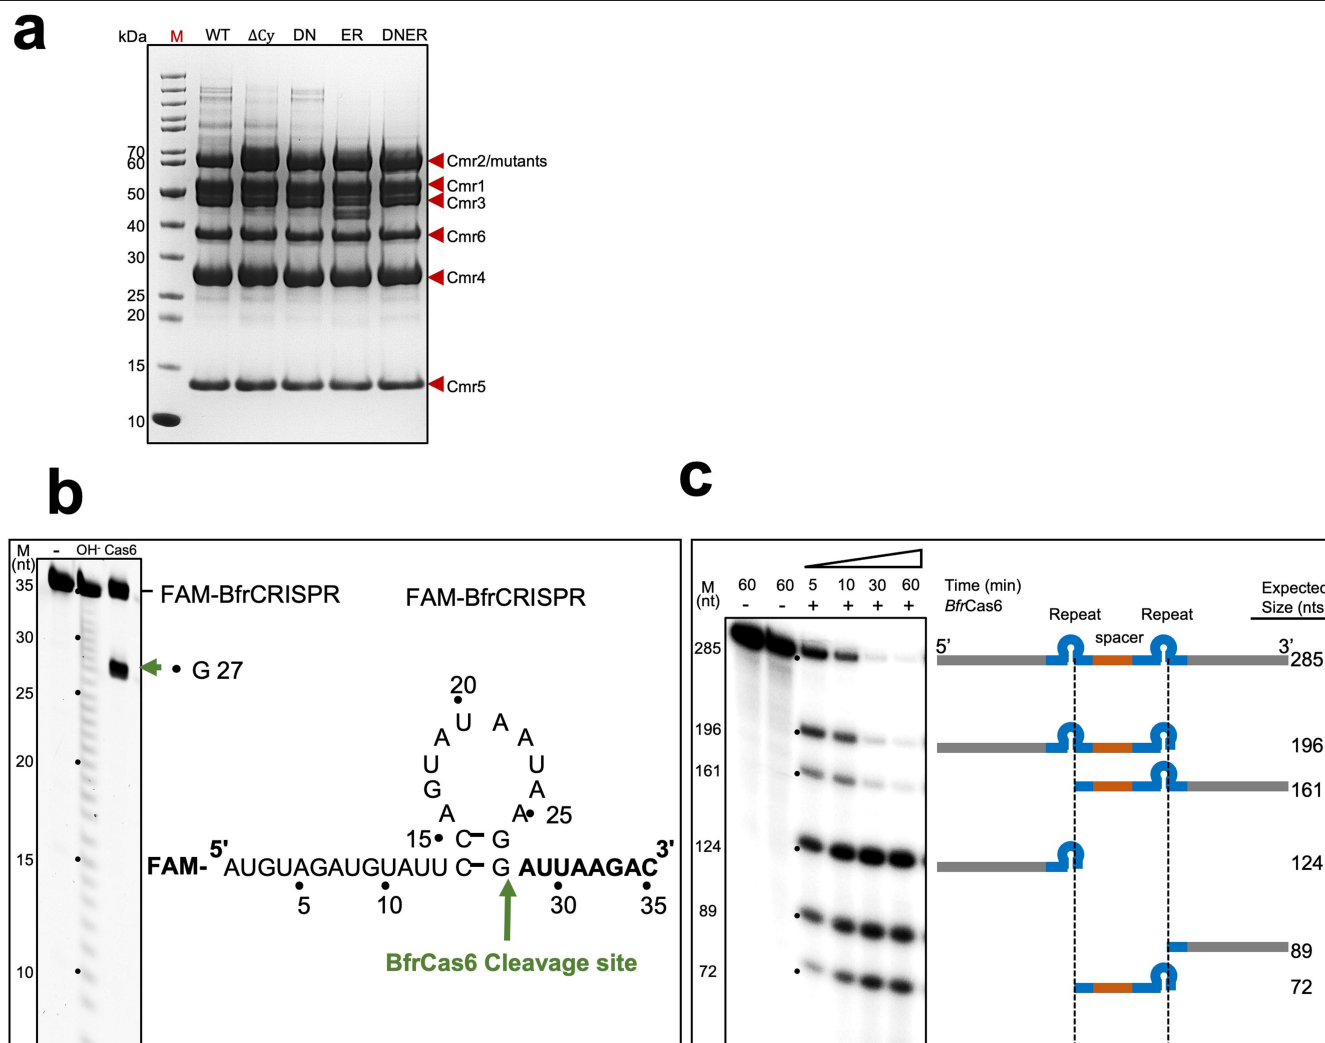 a
kDa M WT ΔCy DN ER DNER
70
60
50
40
30
25
20
15
10
Cmr2/mutants
Cmr1
Cmr3
Cmr6
Cmr4
Cmr5
b
M
(nt)
- OH- Cas6
35
30
25
20
15
10
FAM-BfrCRISPR
• G 27
FAM-BfrCRISPR
20
U A
A A
U U
G A
A A • 25
15 • C G
FAM- 5' AUGUAGAUGUAUU C G AUUAAGAC 3'
5 10 30 35
BfrCas6 Cleavage site
c
M
(nt)
60 60 5 10 30 60 Time (min)
- - + + + + BfrCas6
285
196
161
124
89
72
Repeat Repeat
spacer
5’ 3’
Expected
Size (nts
285
196
161
124
89
72